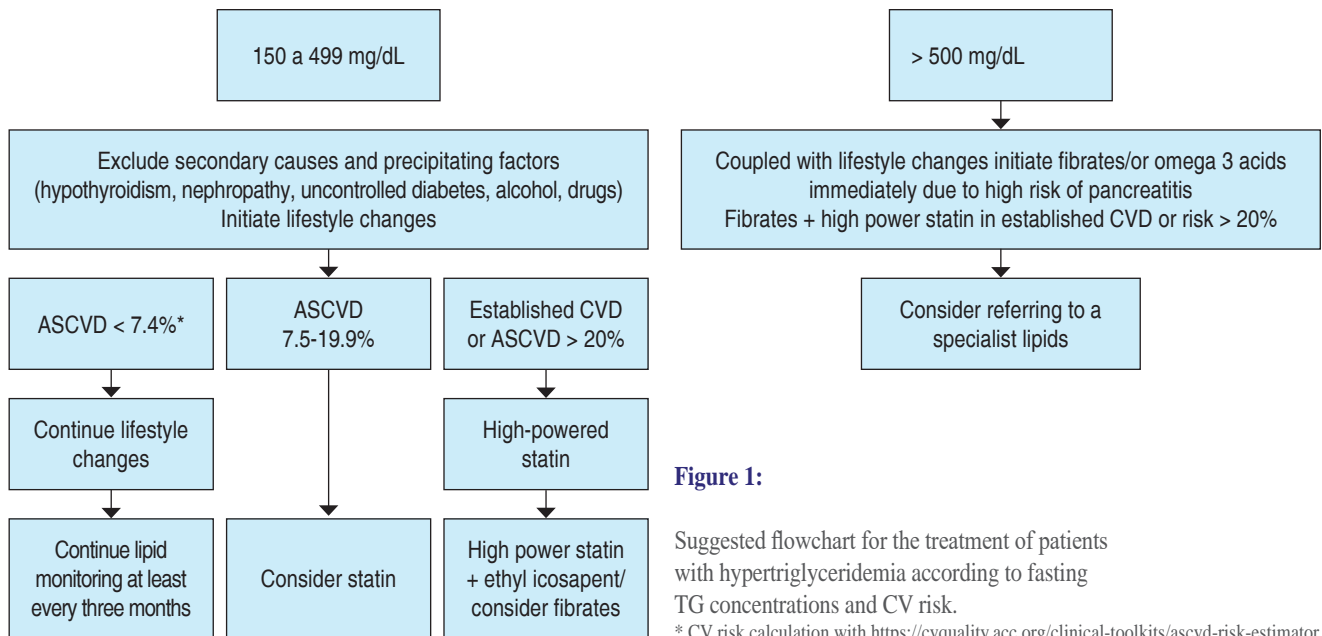 150 a 499 mg/dL
> 500 mg/dL
Exclude secondary causes and precipitating factors
(hypothyroidism, nephropathy, uncontrolled diabetes, alcohol, drugs)
Initiate lifestyle changes
Coupled with lifestyle changes initiate fibrates/or omega 3 acids
immediately due to high risk of pancreatitis
Fibrates + high power statin in established CVD or risk > 20%
ASCVD < 7.4%*
ASCVD
7.5-19.9%
Established CVD
or ASCVD > 20%
Consider referring to a
specialist lipids
Continue lifestyle
changes
High-powered
statin
Continue lipid
monitoring at least
every three months
Consider statin
High power statin
+ ethyl icosapent/
consider fibrates
Figure 1:
Suggested flowchart for the treatment of patients
with hypertriglyceridemia according to fasting
TG concentrations and CV risk.
* CV risk calculation with https://cvquality.acc.org/clinical-toolkits/ascvd-risk-estimator